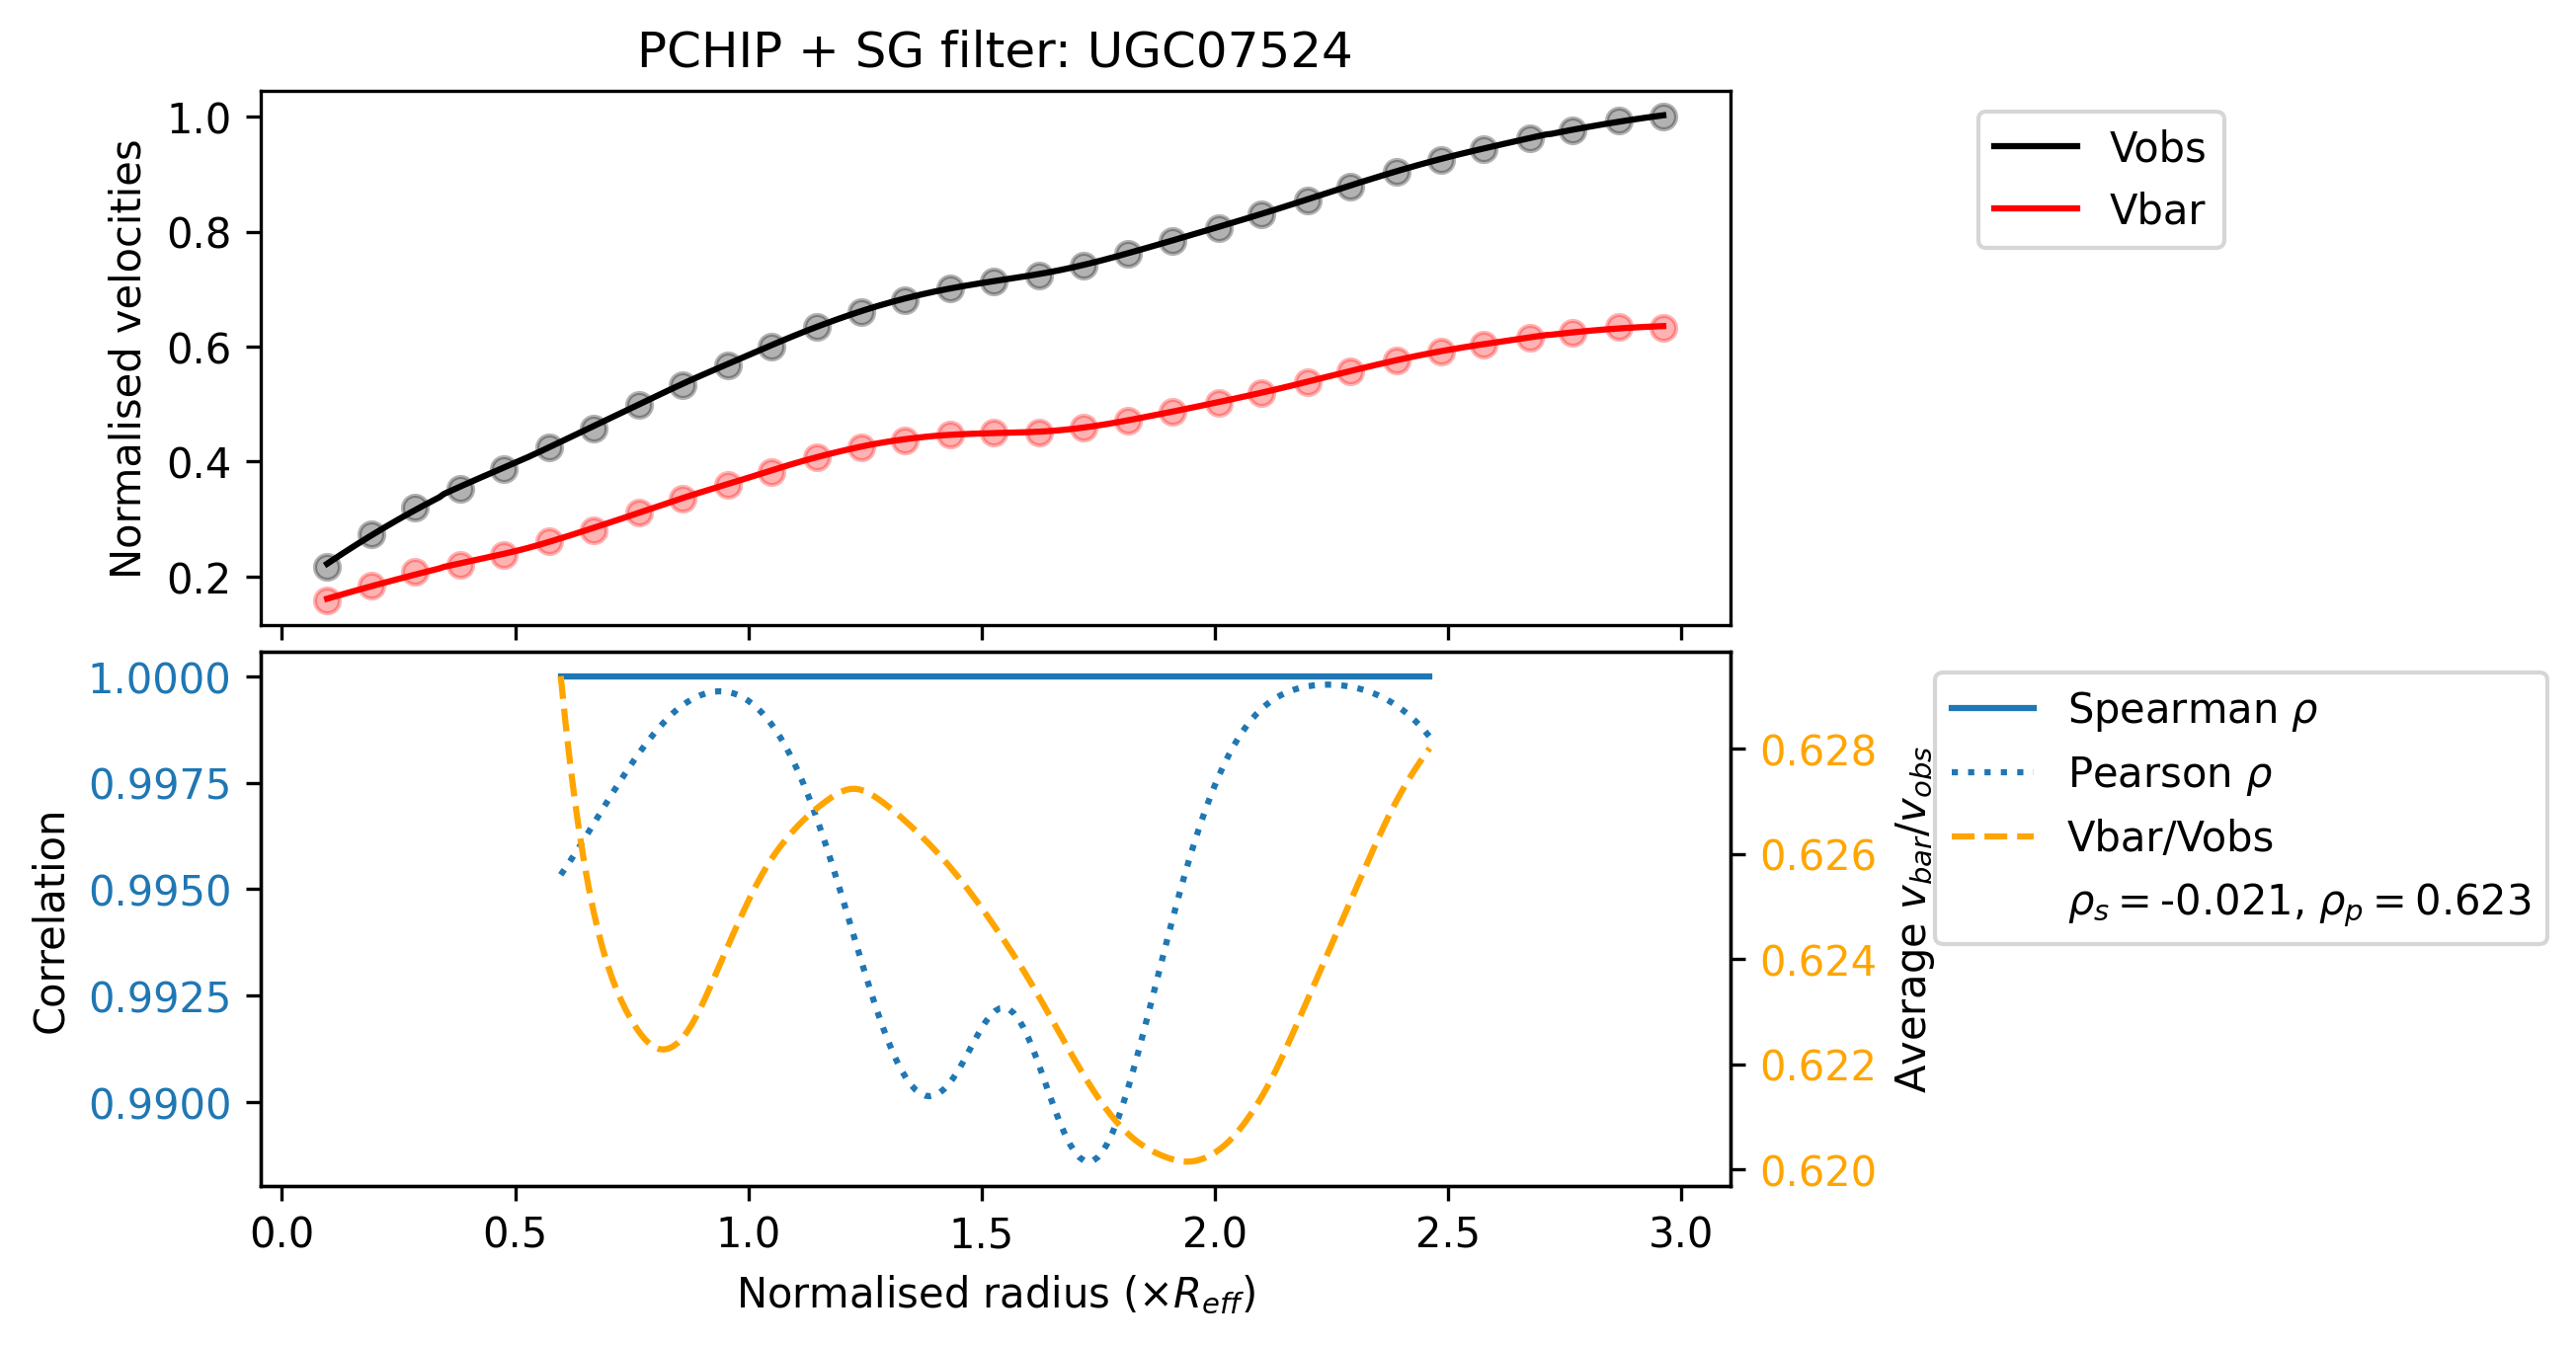 PCHIP + SG filter: UGC07524
Normalised velocities
1.0
0.8
0.6
0.4
0.2
Vobs
Vbar
Correlation
1.0000
0.9975
0.9950
0.9925
0.9900
0.628
0.626
0.624
0.622
0.620
Average v_bar/v_obs
Spearman ρ
Pearson ρ
Vbar/Vobs
ρ_s = -0.021, ρ_p = 0.623
0.0 0.5 1.0 1.5 2.0 2.5 3.0
Normalised radius (×R_eff)